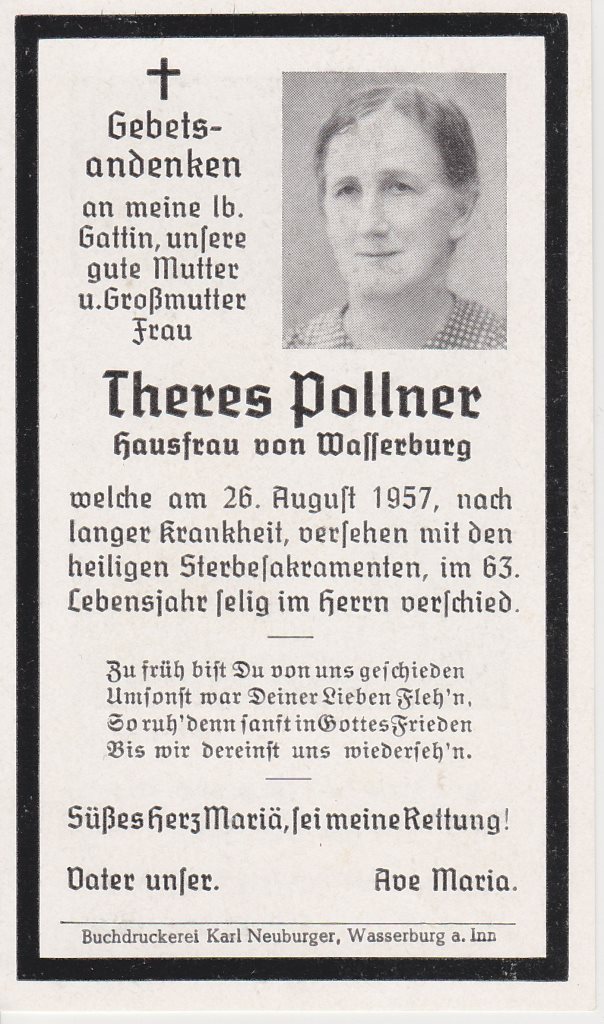 Gebets-
andenken
an meine lb.
Gattin, unsere
gute Mutter
u. Großmutter
Frau
Theres Pollner
Hausfrau von Wasserburg
welche am 26. August 1957, nach
langer Krankheit, versehen mit den
heiligen Sterbesakramenten, im 63.
Lebensjahr selig im Herrn verschied.
Zu früh bist Du von uns geschieden
Umsonst war Deiner Lieben Fleh'n,
So ruh' denn sanft in Gottes Frieden
Bis wir dereinst uns wiederseh'n.
Süßes Herz Mariä, sei meine Rettung!
Vater unser. Ave Maria.
Buchdruckerei Karl Neuburger, Wasserburg a. Inn